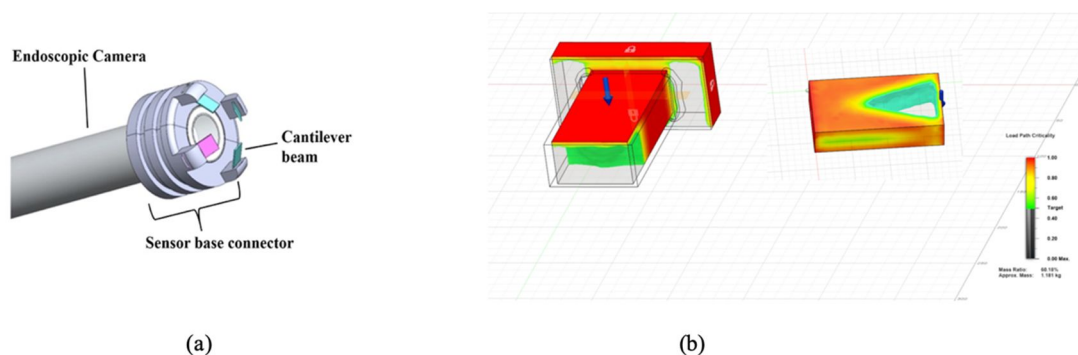 Endoscopic Camera
Cantilever
beam
Sensor base connector
Load Path Criticality
1.00
0.80
0.60
Target
0.40
0.20
0.00 Max.
Mass Ratio:
Approx. Mass:
(a)
(b)